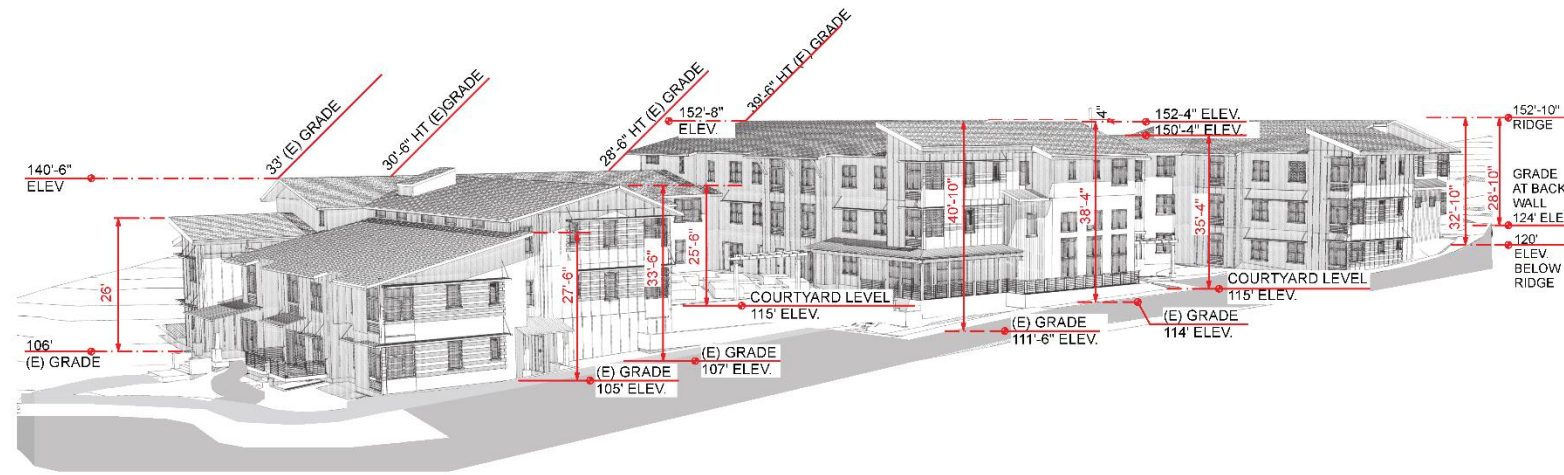 33' (E) GRADE
30'-6" HT (E)GRADE
28'-6" HT (E) GRADE
39'-6" HT (E) GRADE
140'-6"
ELEV
152'-8"
ELEV.
4"
152-4" ELEV.
150'-4" ELEV.
152'-10"
RIDGE
26'
27'-6"
33'-6"
25'-6"
40'-10"
38'-4"
35'-4"
32'-10"
28'-10"
GRADE
AT BACK
WALL
124' ELE
120'
ELEV.
BELOW
RIDGE
106'
(E) GRADE
COURTYARD LEVEL
115' ELEV.
COURTYARD LEVEL
115' ELEV.
(E) GRADE
105' ELEV.
(E) GRADE
107' ELEV.
(E) GRADE
111'-6" ELEV.
(E) GRADE
114' ELEV.